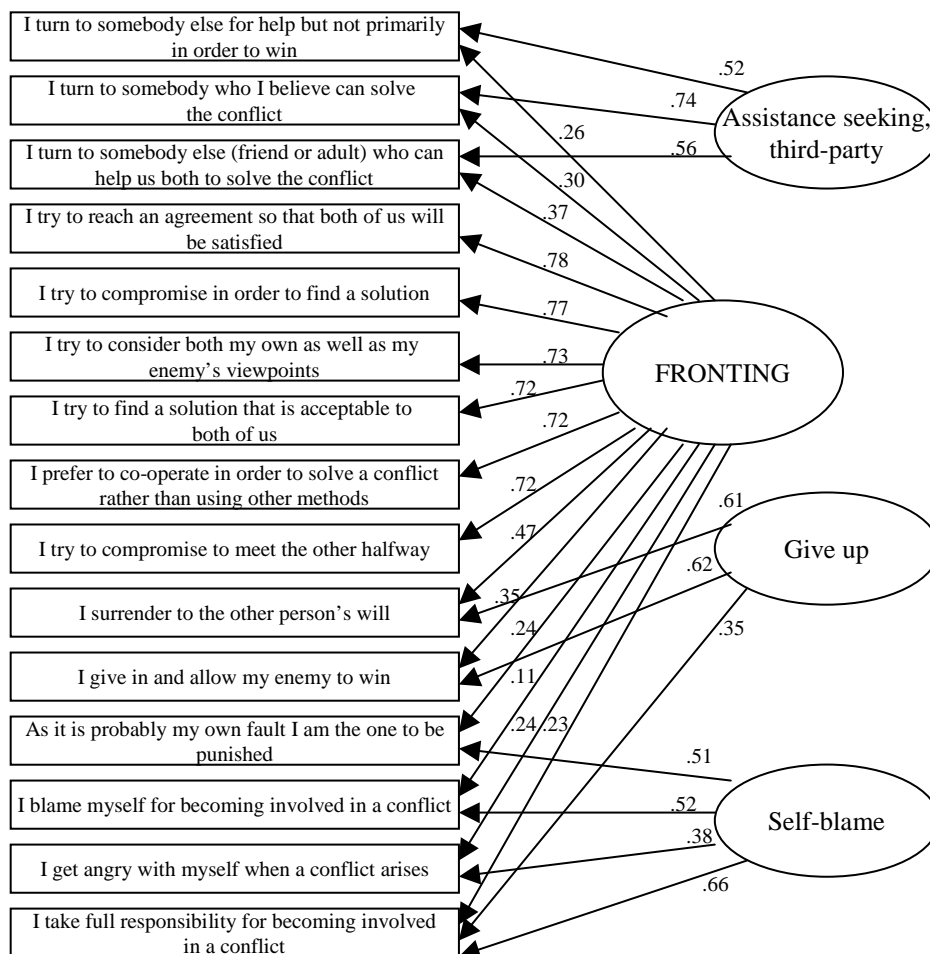 I turn to somebody else for help but not primarily
in order to win
I turn to somebody who I believe can solve
the conflict
I turn to somebody else (friend or adult) who can
help us both to solve the conflict
I try to reach an agreement so that both of us will
be satisfied
I try to compromise in order to find a solution
I try to consider both my own as well as my
enemy's viewpoints
I try to find a solution that is acceptable to
both of us
I prefer to co-operate in order to solve a conflict
rather than using other methods
I try to compromise to meet the other halfway
I surrender to the other person's will
I give in and allow my enemy to win
As it is probably my own fault I am the one to be
punished
I blame myself for becoming involved in a conflict
I get angry with myself when a conflict arises
I take full responsibility for becoming involved
in a conflict
.52
.74
.56
.26
.30
.37
.78
.77
.73
.72
.72
.72
.47
.35
.24
.11
.24
.23
.61
.62
.35
.51
.52
.38
.66
Assistance seeking,
third-party
FRONTING
Give up
Self-blame